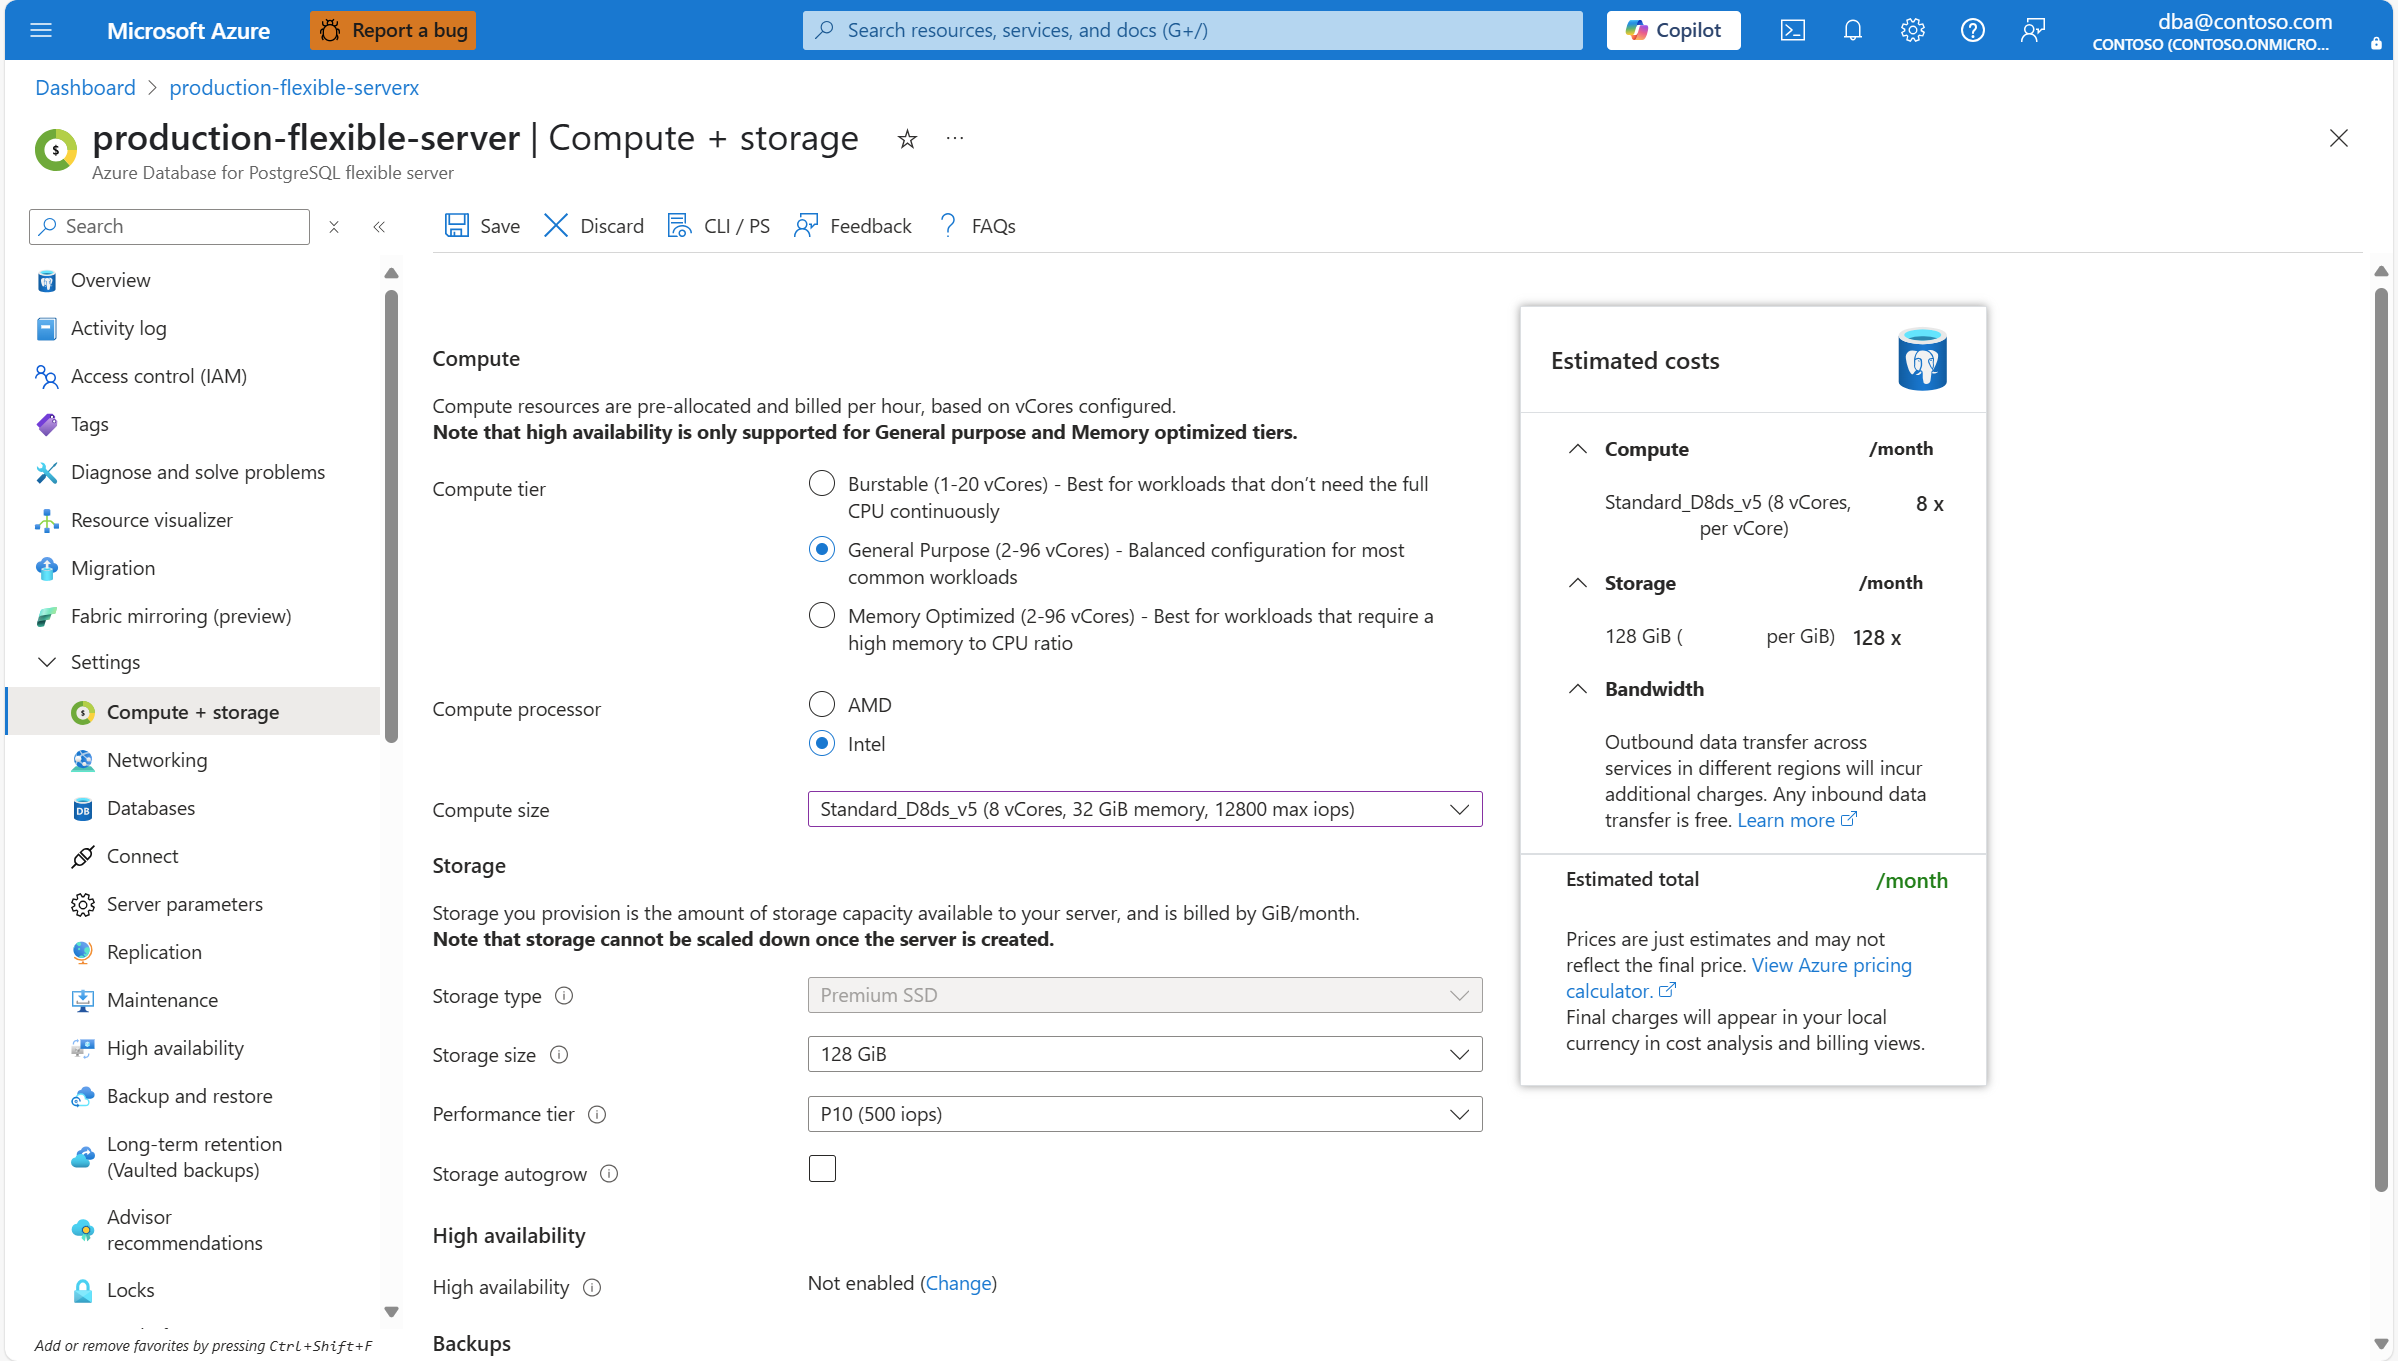 Microsoft Azure
Report a bug
Search resources, services, and docs (G+/)
Copilot
dba@contoso.com
CONTOSO (CONTOSO.ONMICRO...
Dashboard > production-flexible-serverx
production-flexible-server | Compute + storage
Azure Database for PostgreSQL flexible server
Search
Save
Discard
CLI / PS
Feedback
FAQs
Overview
Activity log
Access control (IAM)
Tags
Diagnose and solve problems
Resource visualizer
Migration
Fabric mirroring (preview)
Settings
Compute + storage
Networking
Databases
Connect
Server parameters
Replication
Maintenance
High availability
Backup and restore
Long-term retention
(Vaulted backups)
Advisor
recommendations
Locks
Add or remove favorites by pressing Ctrl+Shift+F
Compute
Compute resources are pre-allocated and billed per hour, based on vCores configured.
Note that high availability is only supported for General purpose and Memory optimized tiers.
Compute tier
Burstable (1-20 vCores) - Best for workloads that don’t need the full
CPU continuously
General Purpose (2-96 vCores) - Balanced configuration for most
common workloads
Memory Optimized (2-96 vCores) - Best for workloads that require a
high memory to CPU ratio
Compute processor
AMD
Intel
Compute size
Standard_D8ds_v5 (8 vCores, 32 GiB memory, 12800 max iops)
Storage
Storage you provision is the amount of storage capacity available to your server, and is billed by GiB/month.
Note that storage cannot be scaled down once the server is created.
Storage type
Premium SSD
Storage size
128 GiB
Performance tier
P10 (500 iops)
Storage autogrow
High availability
High availability
Not enabled (Change)
Backups
Estimated costs
Compute /month
Standard_D8ds_v5 (8 vCores, 8 x
per vCore)
Storage /month
128 GiB ( per GiB) 128 x
Bandwidth
Outbound data transfer across
services in different regions will incur
additional charges. Any inbound data
transfer is free. Learn more
Estimated total /month
Prices are just estimates and may not
reflect the final price. View Azure pricing
calculator.
Final charges will appear in your local
currency in cost analysis and billing views.